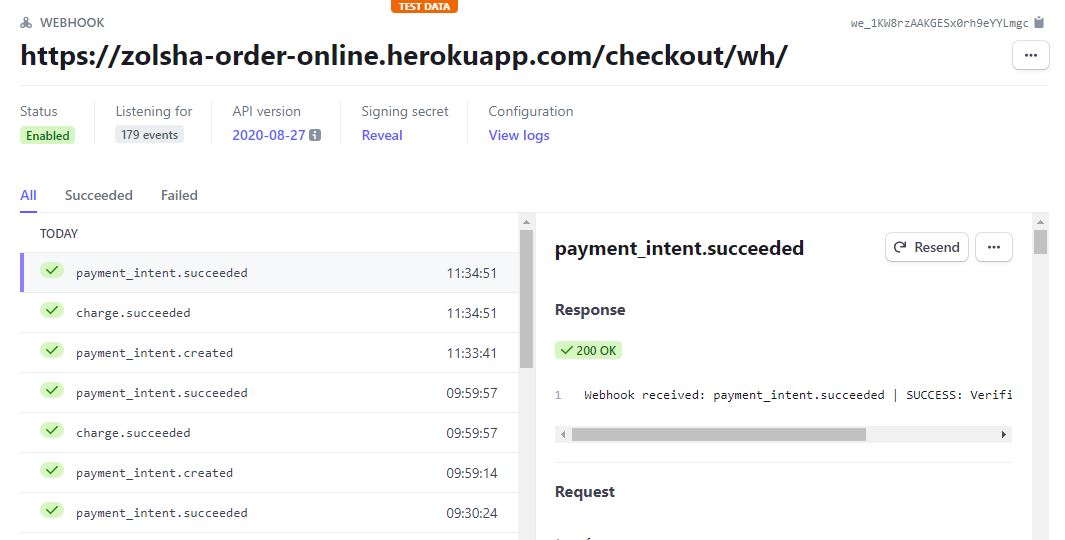 TEST DATA
WEBHOOK
we_1KW8rzAAKGESx0rh9eYYLmgc
https://zolsha-order-online.herokuapp.com/checkout/wh/
Status
Listening for
API version
Signing secret
Configuration
Enabled
179 events
2020-08-27
Reveal
View logs
All Succeeded Failed
TODAY
payment_intent.succeeded 11:34:51
charge.succeeded 11:34:51
payment_intent.created 11:33:41
payment_intent.succeeded 09:59:57
charge.succeeded 09:59:57
payment_intent.created 09:59:14
payment_intent.succeeded 09:30:24
payment_intent.succeeded
Resend
Response
200 OK
1 Webhook received: payment_intent.succeeded | SUCCESS: Verifi
Request